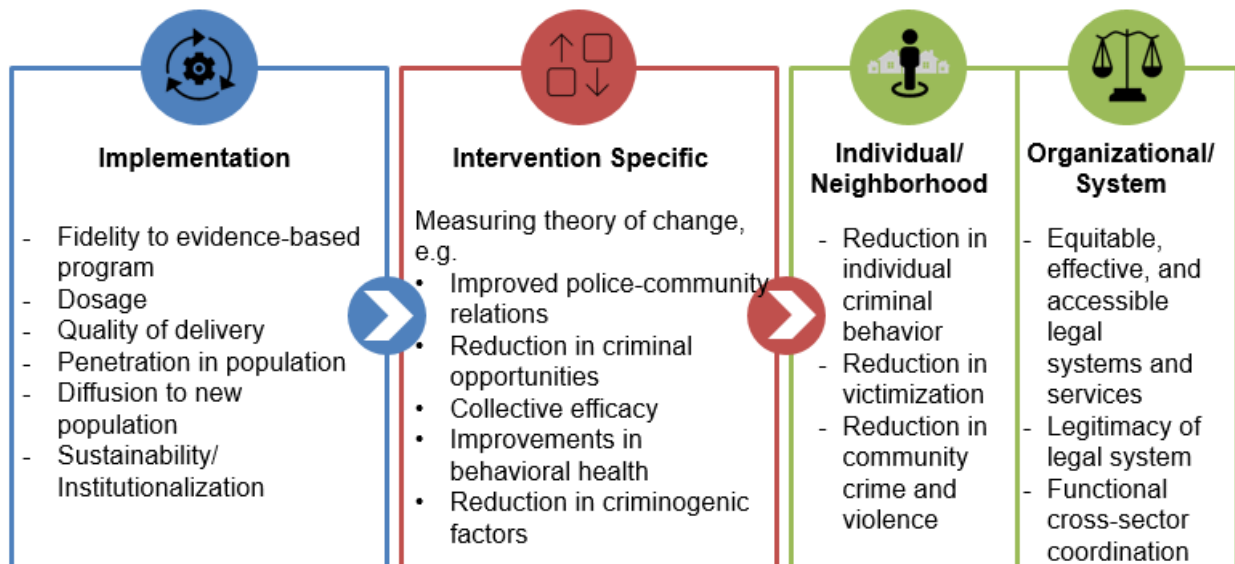 Implementation
- Fidelity to evidence-based
program
- Dosage
- Quality of delivery
- Penetration in population
- Diffusion to new
population
- Sustainability/
Institutionalization
Intervention Specific
Measuring theory of change,
e.g.
• Improved police-community
relations
• Reduction in criminal
opportunities
• Collective efficacy
• Improvements in
behavioral health
• Reduction in criminogenic
factors
Individual/
Neighborhood
- Reduction in
individual
criminal
behavior
- Reduction in
victimization
- Reduction in
community
crime and
violence
Organizational/
System
- Equitable,
effective, and
accessible
legal
systems and
services
- Legitimacy of
legal system
- Functional
cross-sector
coordination